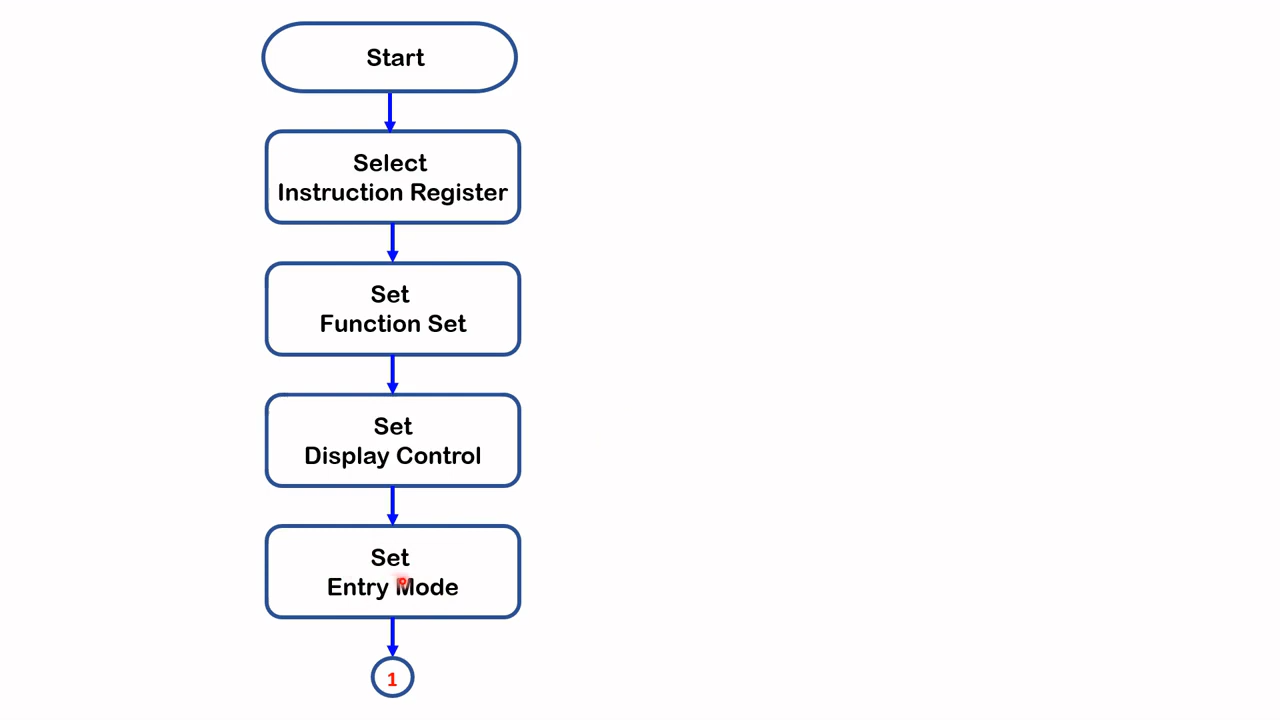 Start
Select
Instruction Register
Set
Function Set
Set
Display Control
Set
Entry Mode
1